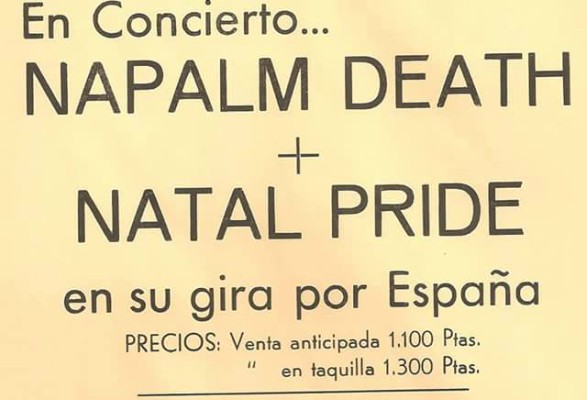 En Concierto...
NAPALM DEATH
+
NATAL PRIDE
en su gira por España
PRECIOS: Venta anticipada 1.100 Ptas.
" en taquilla 1.300 Ptas.